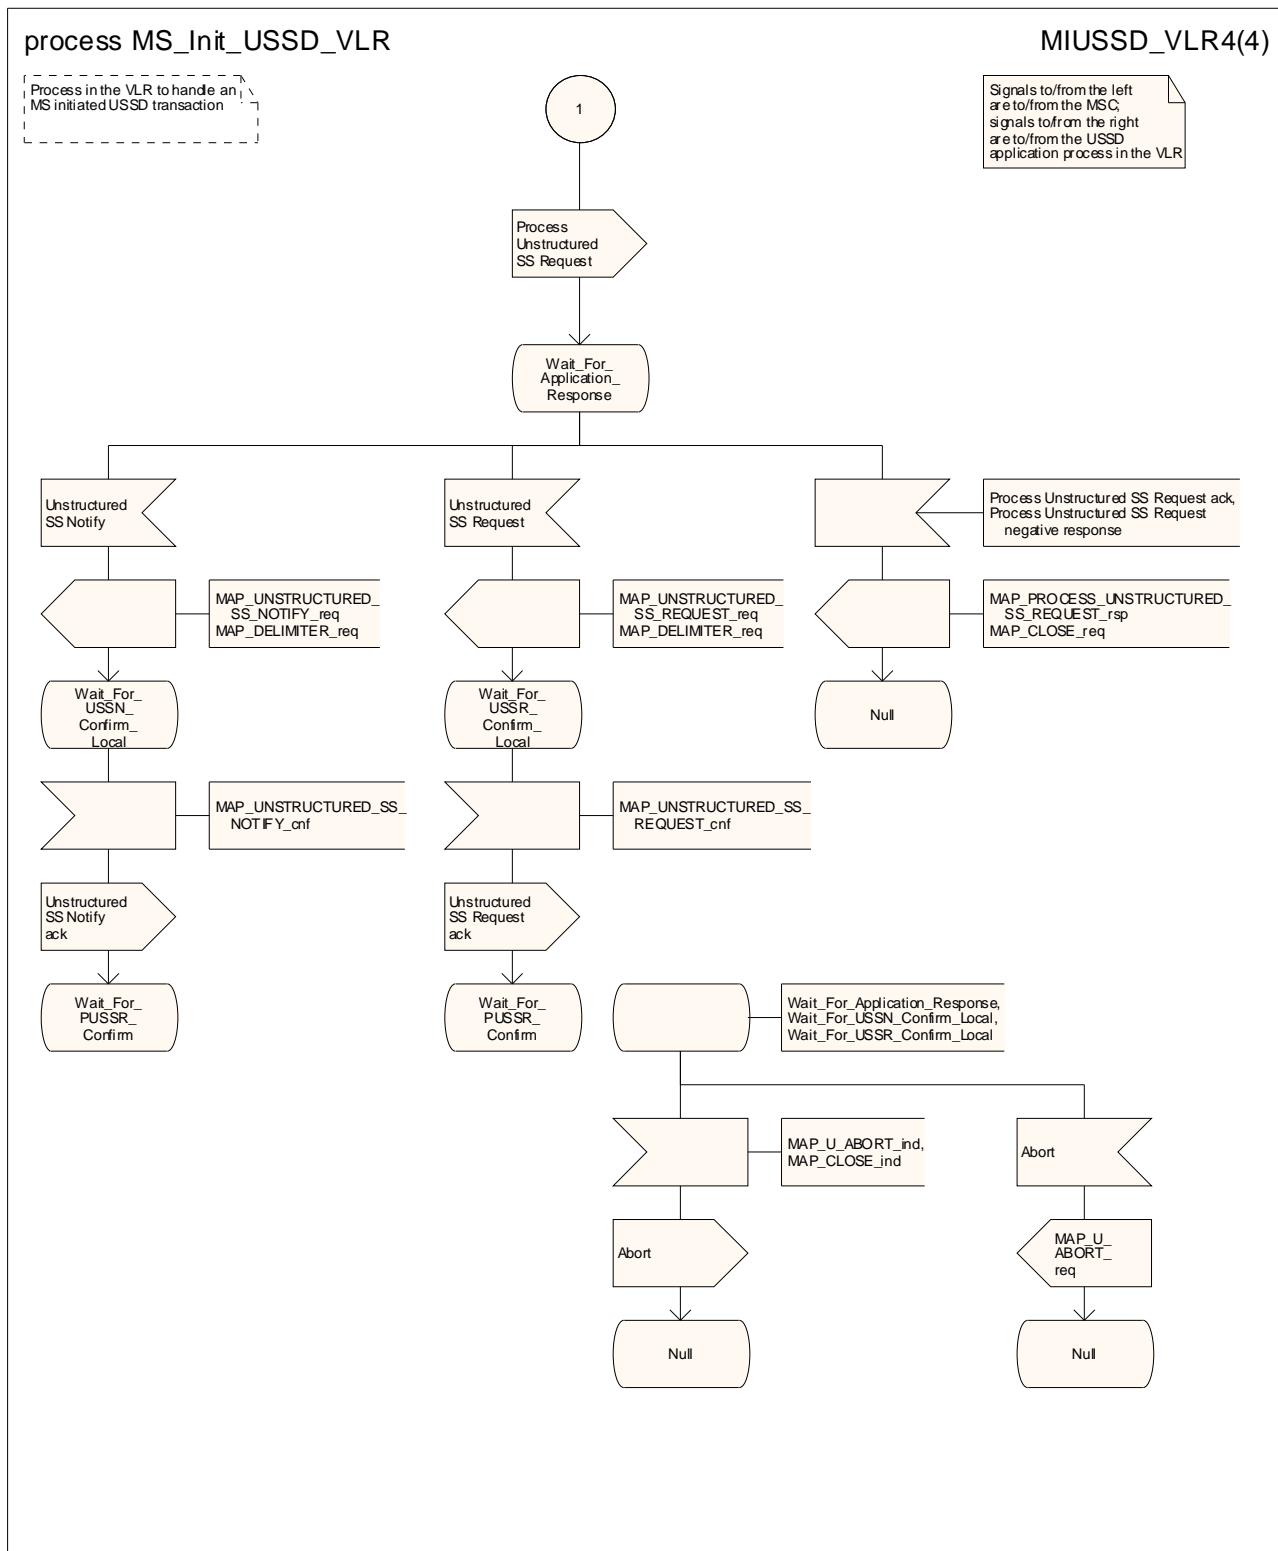 process MS_Init_USSD_VLR
MIUSSD_VLR4(4)
Process in the VLR to handle an
MS initiated USSD transaction
1
Signals to/from the left
are to/from the MSC;
signals to/from the right
are to/from the USSD
application process in the VLR
Process
Unstructured
SS Request
Wait_For_
Application_
Response
Unstructured
SS Notify
Unstructured
SS Request
Process Unstructured SS Request ack,
Process Unstructured SS Request
negative response
MAP_UNSTRUCTURED_
SS_NOTIFY_req
MAP_DELIMITER_req
MAP_UNSTRUCTURED_
SS_REQUEST_req
MAP_DELIMITER_req
MAP_PROCESS_UNSTRUCTURED_
SS_REQUEST_rsp
MAP_CLOSE_req
Wait_For_
USSN_
Confirm_
Local
Wait_For_
USSR_
Confirm_
Local
Null
MAP_UNSTRUCTURED_SS_
NOTIFY_cnf
MAP_UNSTRUCTURED_SS_
REQUEST_cnf
Unstructured
SS Notify
ack
Unstructured
SS Request
ack
Wait_For_
PUSSR_
Confirm
Wait_For_
PUSSR_
Confirm
Wait_For_Application_Response,
Wait_For_USSN_Confirm_Local,
Wait_For_USSR_Confirm_Local
MAP_U_ABORT_ind,
MAP_CLOSE_ind
Abort
Abort
MAP_U_
ABORT_
req
Null
Null